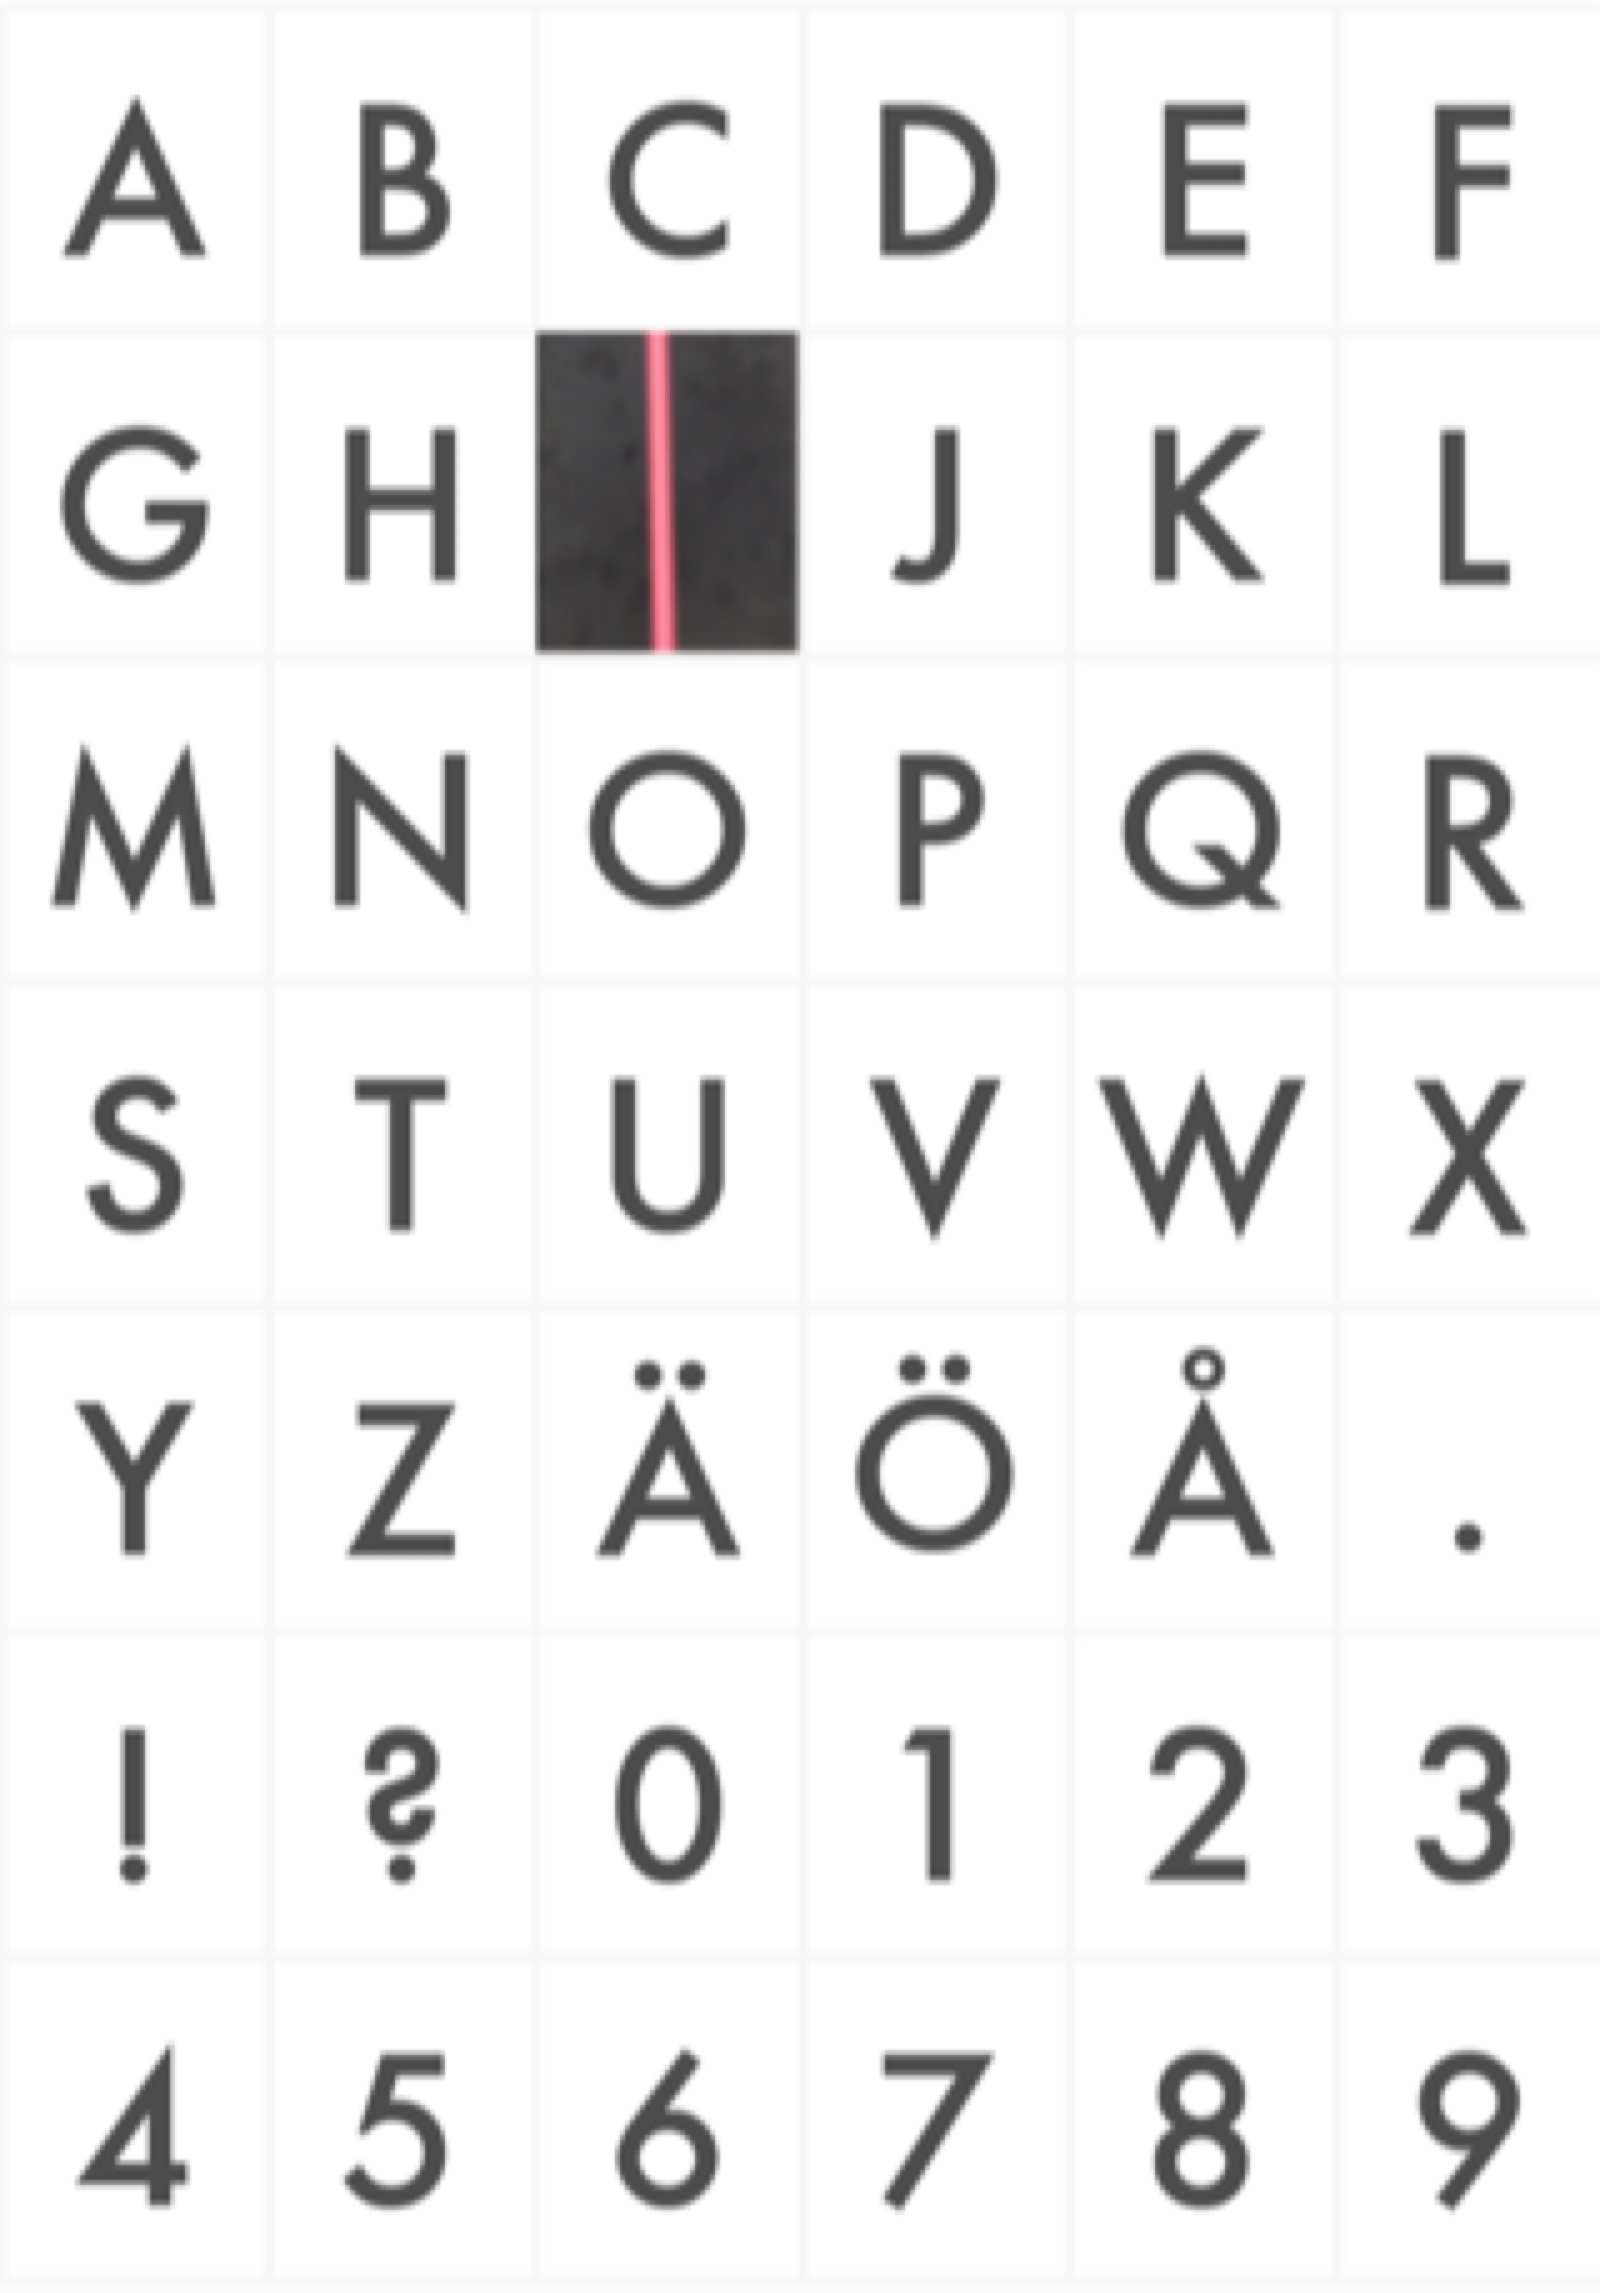 A B C D E F
G H I J K L
M N O P Q R
S T U V W X
Y Z Ä Ö Å .
! ? 0 1 2 3
4 5 6 7 8 9